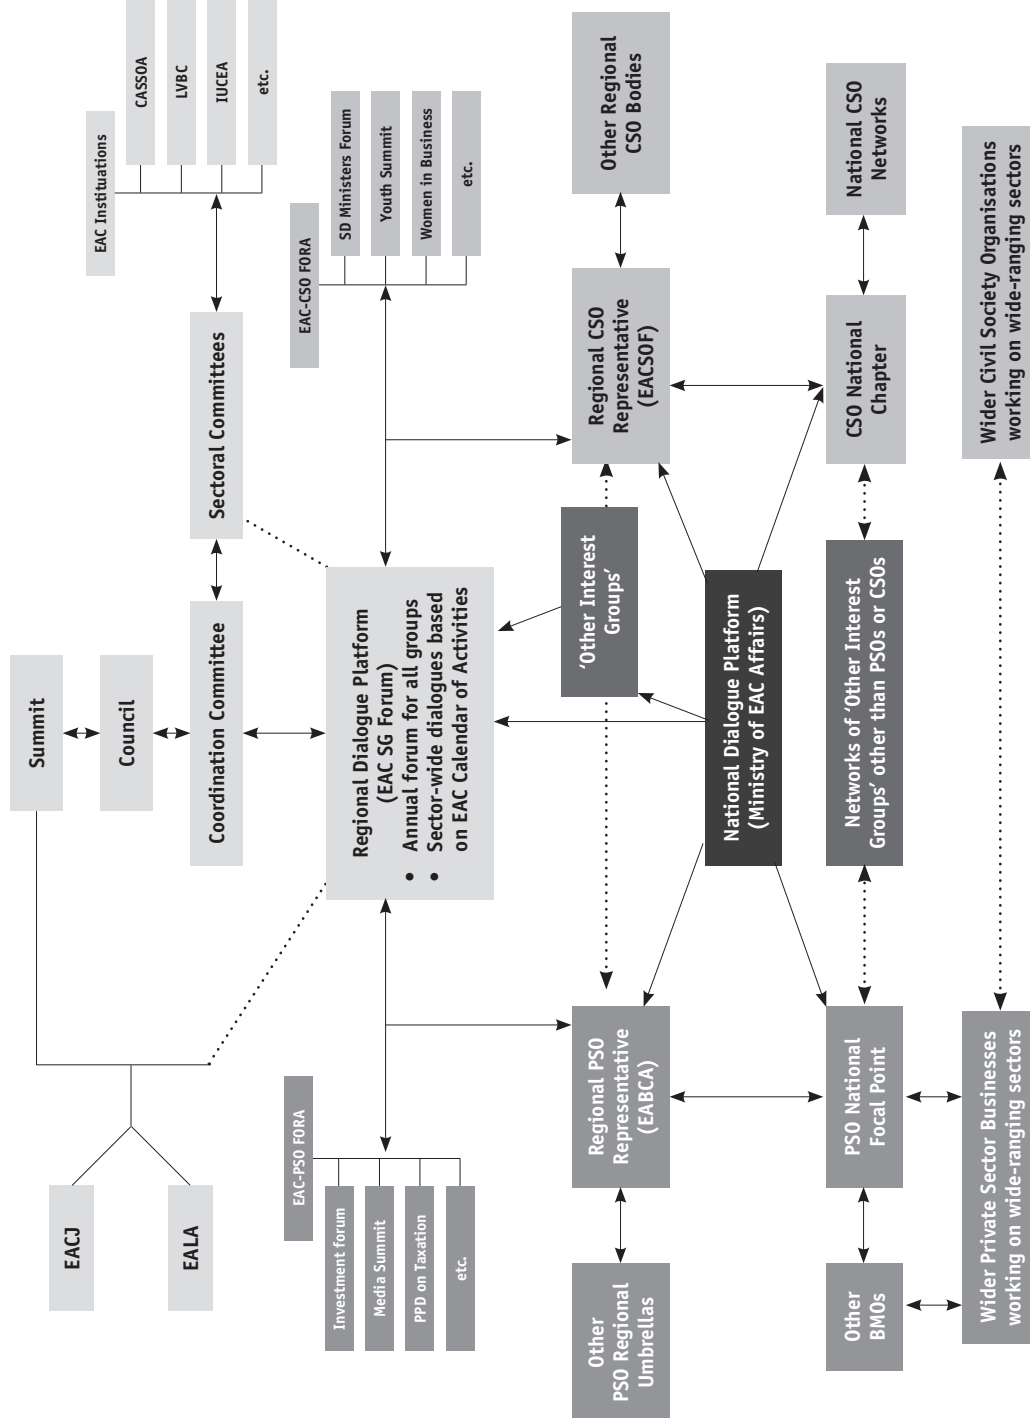 Summit
Council
Coordination Committee
Sectoral Committees
EAC Instituations
CASSOA
LVBC
IUCEA
etc.
EACJ
EALA
Regional Dialogue Platform
(EAC SG Forum)
• Annual forum for all groups
• Sector-wide dialogues based
on EAC Calendar of Activities
EAC-PSO FORA
Investment forum
Media Summit
PPD on Taxation
etc.
EAC-CSO FORA
SD Ministers Forum
Youth Summit
Women in Business
etc.
Other
PSO Regional
Umbrellas
Regional PSO
Representative
(EABCA)
‘Other Interest
Groups’
Regional CSO
Representative
(EACSOF)
Other Regional
CSO Bodies
National Dialogue Platform
(Ministry of EAC Affairs)
Other
BMOs
PSO National
Focal Point
Networks of ‘Other Interest
Groups’ other than PSOs or CSOs
CSO National
Chapter
National CSO
Networks
Wider Private Sector Businesses
working on wide-ranging sectors
Wider Civil Society Organisations
working on wide-ranging sectors